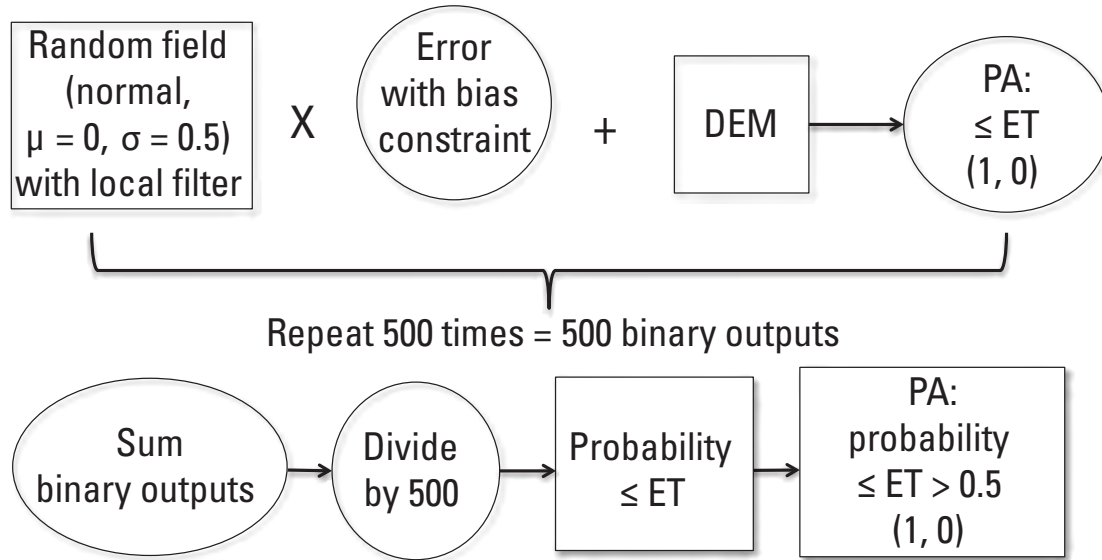 Random field
(normal,
μ = 0, σ = 0.5)
with local filter
X
Error
with bias
constraint
+
DEM
PA:
≤ ET
(1, 0)
Repeat 500 times = 500 binary outputs
Sum
binary outputs
Divide
by 500
Probability
≤ ET
PA:
probability
≤ ET > 0.5
(1, 0)